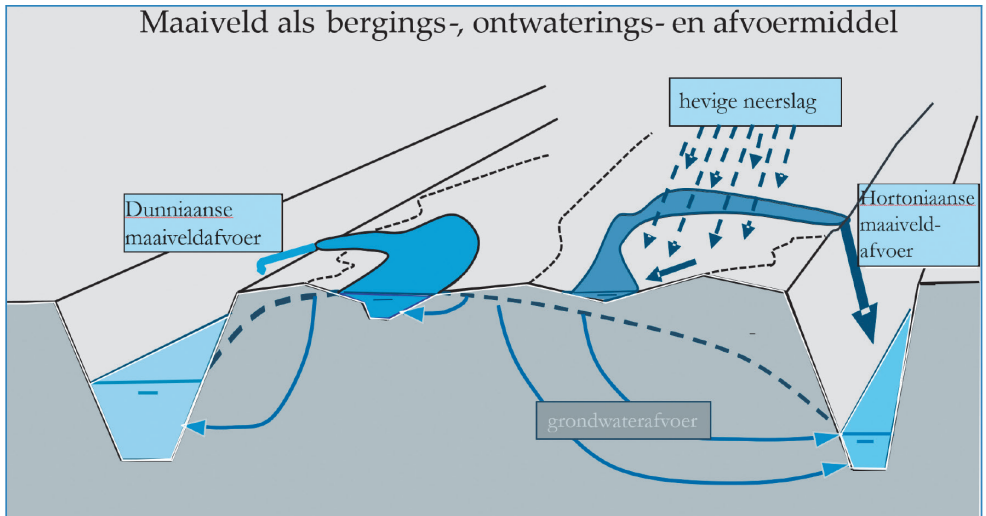 Maaiveld als bergings-, ontwaterings- en afvoermiddel
hevige neerslag
Dunniaanse
maaiveldafvoer
Hortoniaanse
maaiveld-
afvoer
grondwaterafvoer